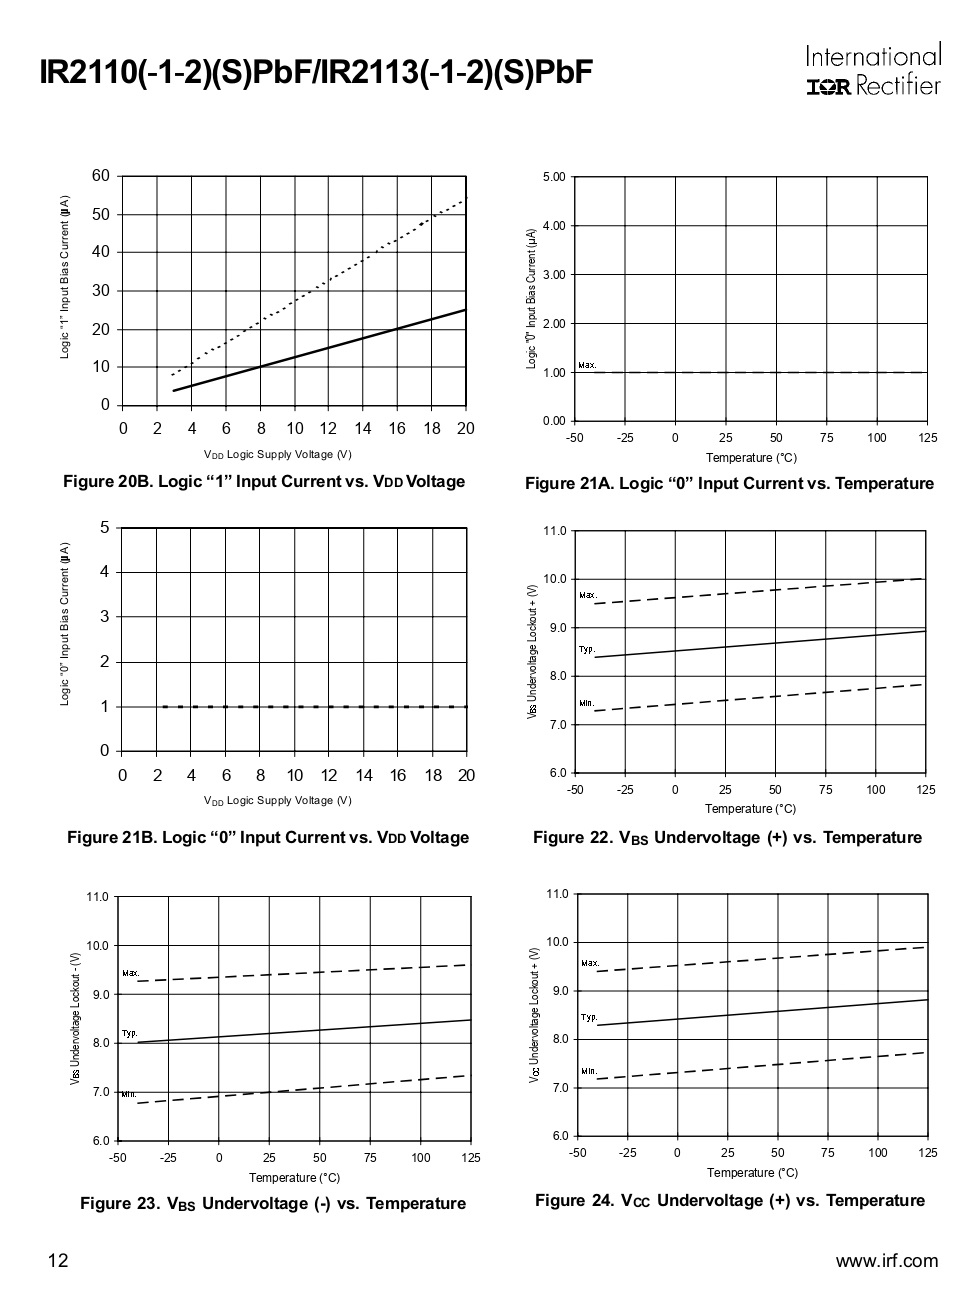 IR2110(-1-2)(S)PbF/IR2113(-1-2)(S)PbF
International
IOR Rectifier
Logic "1" Input Bias Current (µA)
60
50
40
30
20
10
0
0 2 4 6 8 10 12 14 16 18 20
VDD Logic Supply Voltage (V)
Figure 20B. Logic “1” Input Current vs. VDD Voltage
Logic "0" Input Bias Current (µA)
5.00
4.00
3.00
2.00
1.00
0.00
Max.
-50 -25 0 25 50 75 100 125
Temperature (°C)
Figure 21A. Logic “0” Input Current vs. Temperature
Logic “0” Input Bias Current (µA)
5
4
3
2
1
0
0 2 4 6 8 10 12 14 16 18 20
VDD Logic Supply Voltage (V)
Figure 21B. Logic “0” Input Current vs. VDD Voltage
VBS Undervoltage Lockout + (V)
11.0
10.0
9.0
8.0
7.0
6.0
Max.
Typ.
Min.
-50 -25 0 25 50 75 100 125
Temperature (°C)
Figure 22. VBS Undervoltage (+) vs. Temperature
VBS Undervoltage Lockout - (V)
11.0
10.0
9.0
8.0
7.0
6.0
Max.
Typ.
Min.
-50 -25 0 25 50 75 100 125
Temperature (°C)
Figure 23. VBS Undervoltage (-) vs. Temperature
VCC Undervoltage Lockout + (V)
11.0
10.0
9.0
8.0
7.0
6.0
Max.
Typ.
Min.
-50 -25 0 25 50 75 100 125
Temperature (°C)
Figure 24. VCC Undervoltage (+) vs. Temperature
12
www.irf.com